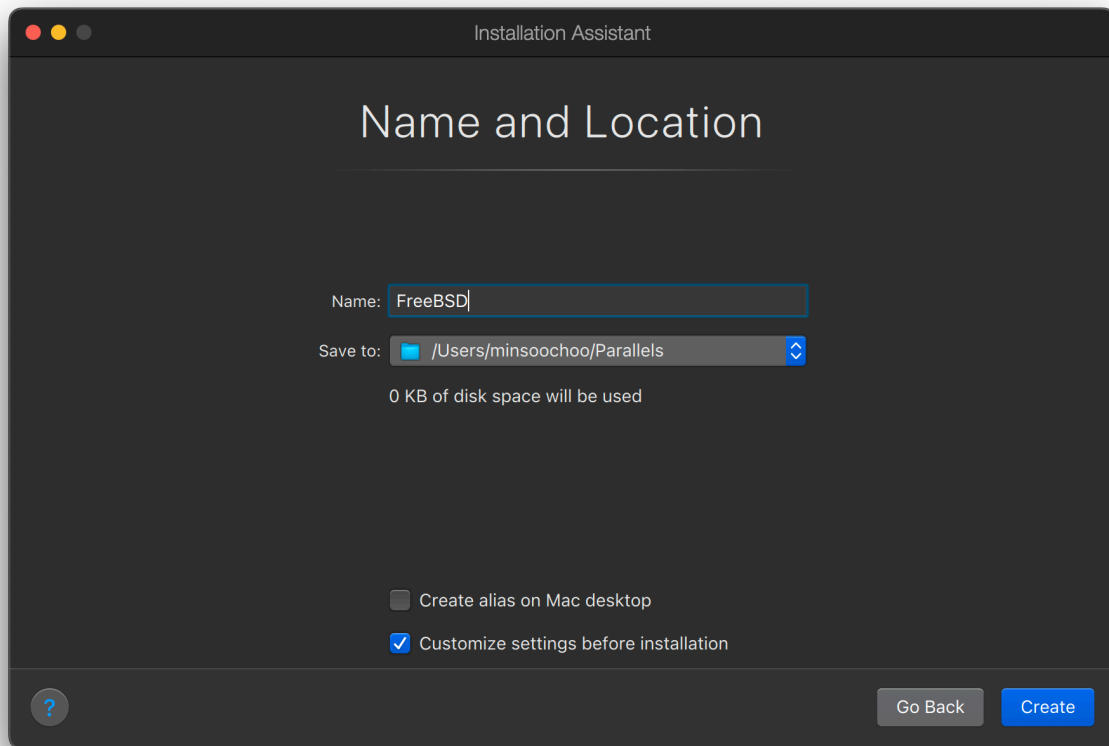 Installation Assistant
Name and Location
Name: FreeBSD
Save to: /Users/minsoochoo/Parallels
0 KB of disk space will be used
Create alias on Mac desktop
Customize settings before installation
? Go Back Create